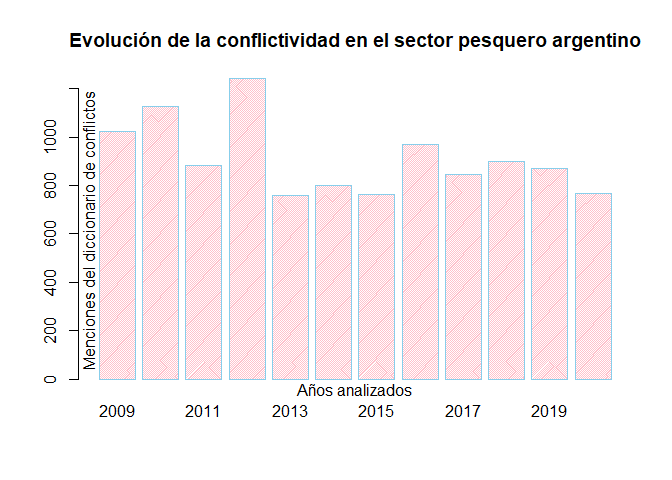 Evolución de la conflictividad en el sector pesquero argentino
Menciones del diccionario de conflictos
1000
800
600
400
200
0
Años analizados
2009 2011 2013 2015 2017 2019